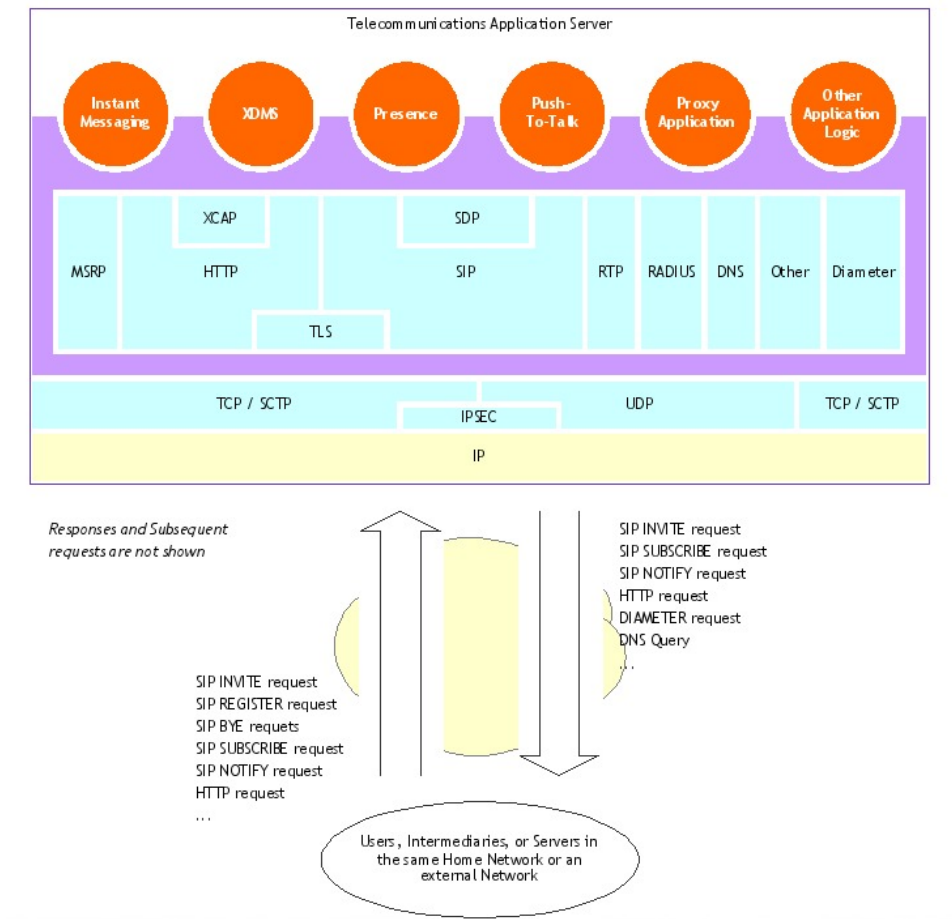 Telecommunications Application Server
Instant
Messaging
XDMS
Presence
Push-
To-Talk
Proxy
Application
Other
Application
Logic
XCAP
SDP
MSRP
HTTP
SIP
RTP
RADIUS
DNS
Other
Diameter
TLS
TCP / SCTP
UDP
TCP / SCTP
IPSEC
IP
Responses and Subsequent
requests are not shown
SIP INVITE request
SIP SUBSCRIBE request
SIP NOTIFY request
HTTP request
DIAMETER request
DNS Query
...
SIP INVITE request
SIP REGISTER request
SIP BYE requets
SIP SUBSCRIBE request
SIP NOTIFY request
HTTP request
...
Users, Intermediaries, or Servers in
the same Home Network or an
external Network